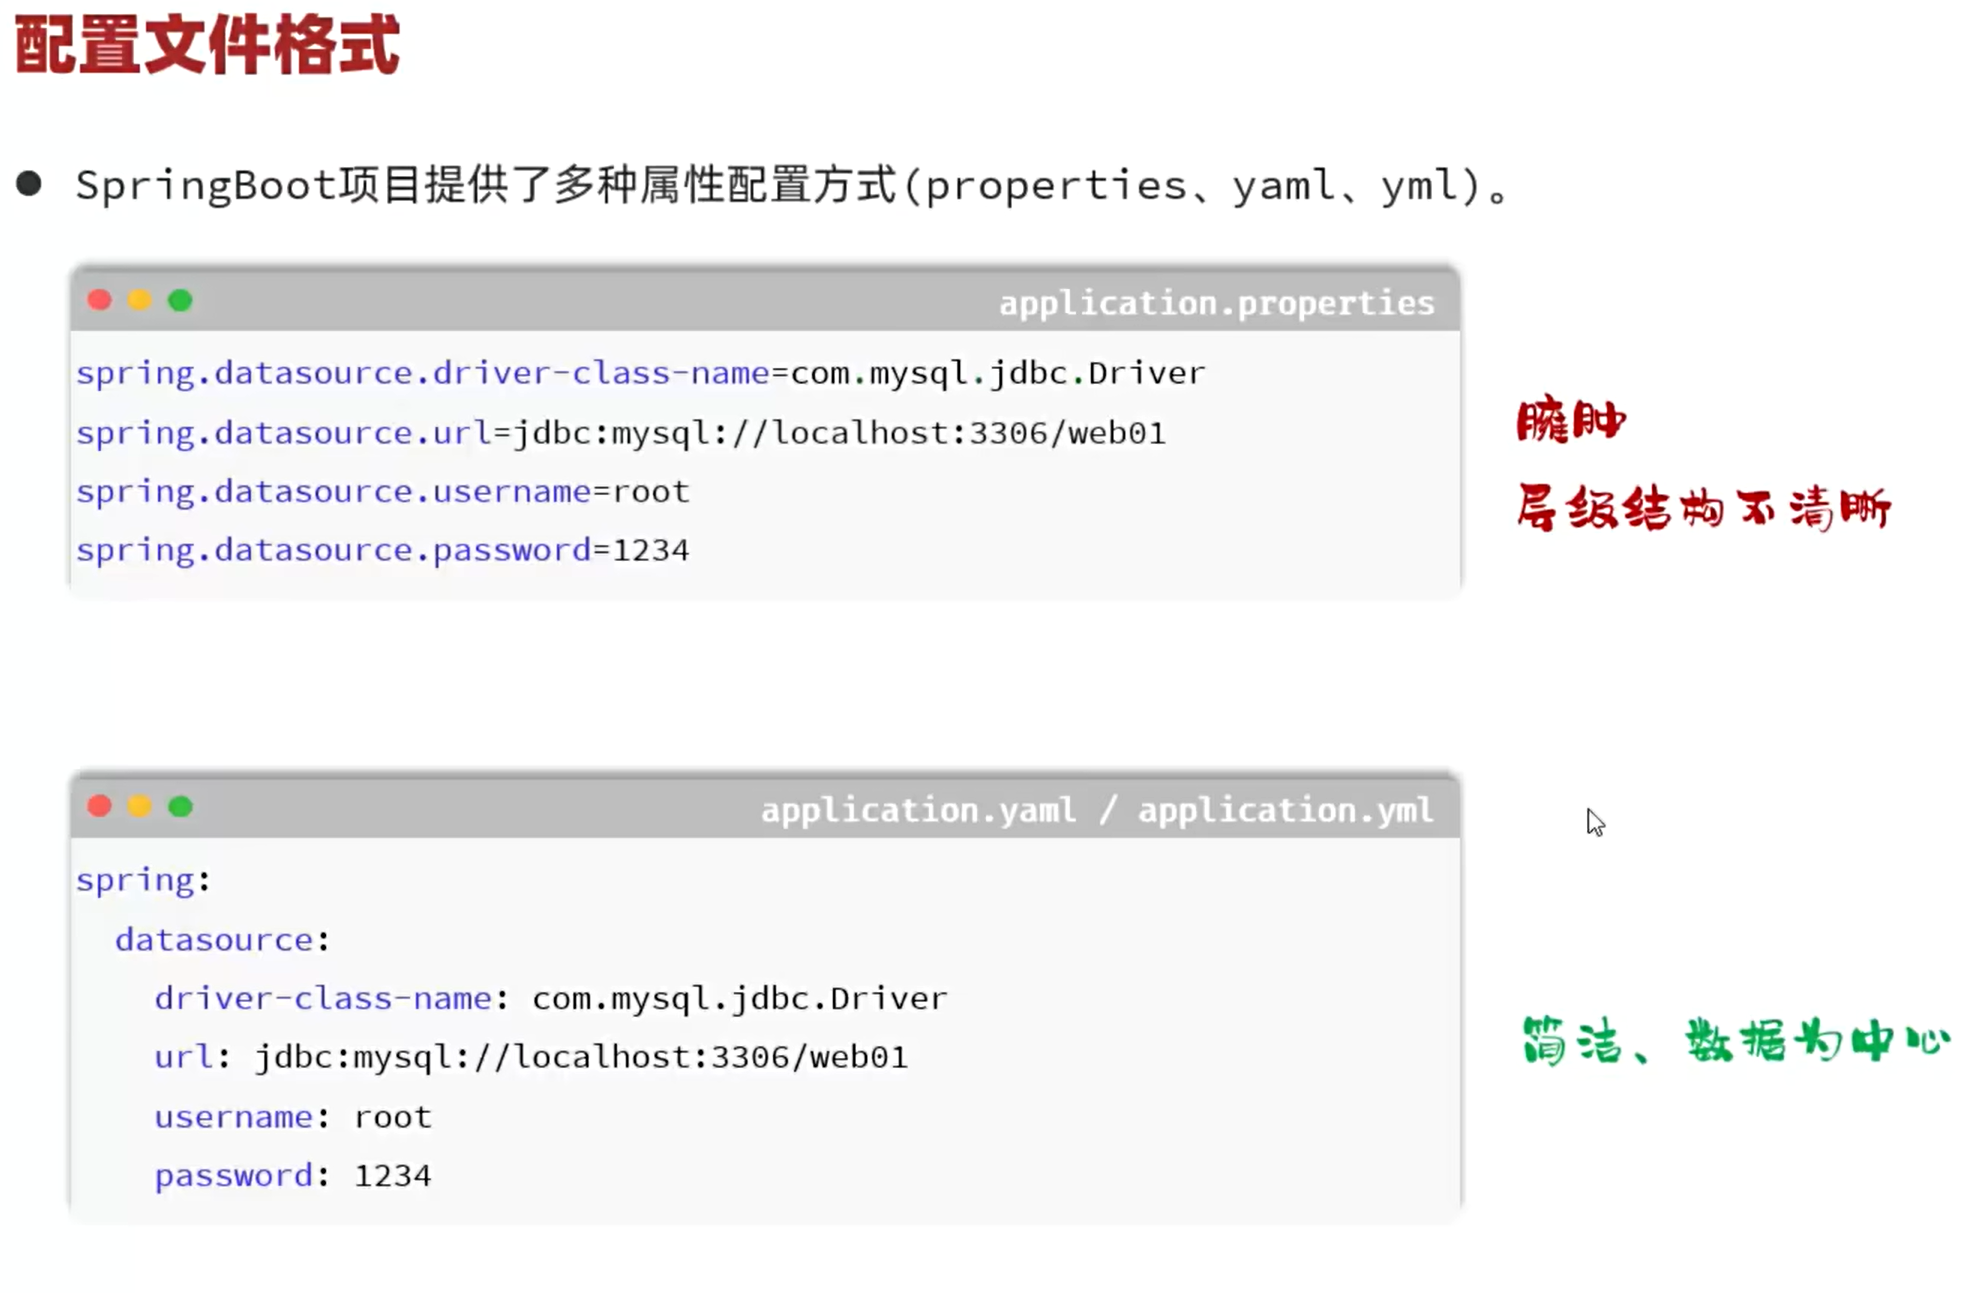 配置文件格式
● SpringBoot项目提供了多种属性配置方式(properties、yaml、yml)。
application.properties
spring.datasource.driver-class-name=com.mysql.jdbc.Driver
spring.datasource.url=jdbc:mysql://localhost:3306/web01
spring.datasource.username=root
spring.datasource.password=1234
臃肿
层级结构不清晰
application.yaml / application.yml
spring:
  datasource:
    driver-class-name: com.mysql.jdbc.Driver
    url: jdbc:mysql://localhost:3306/web01
    username: root
    password: 1234
简洁、数据为中心